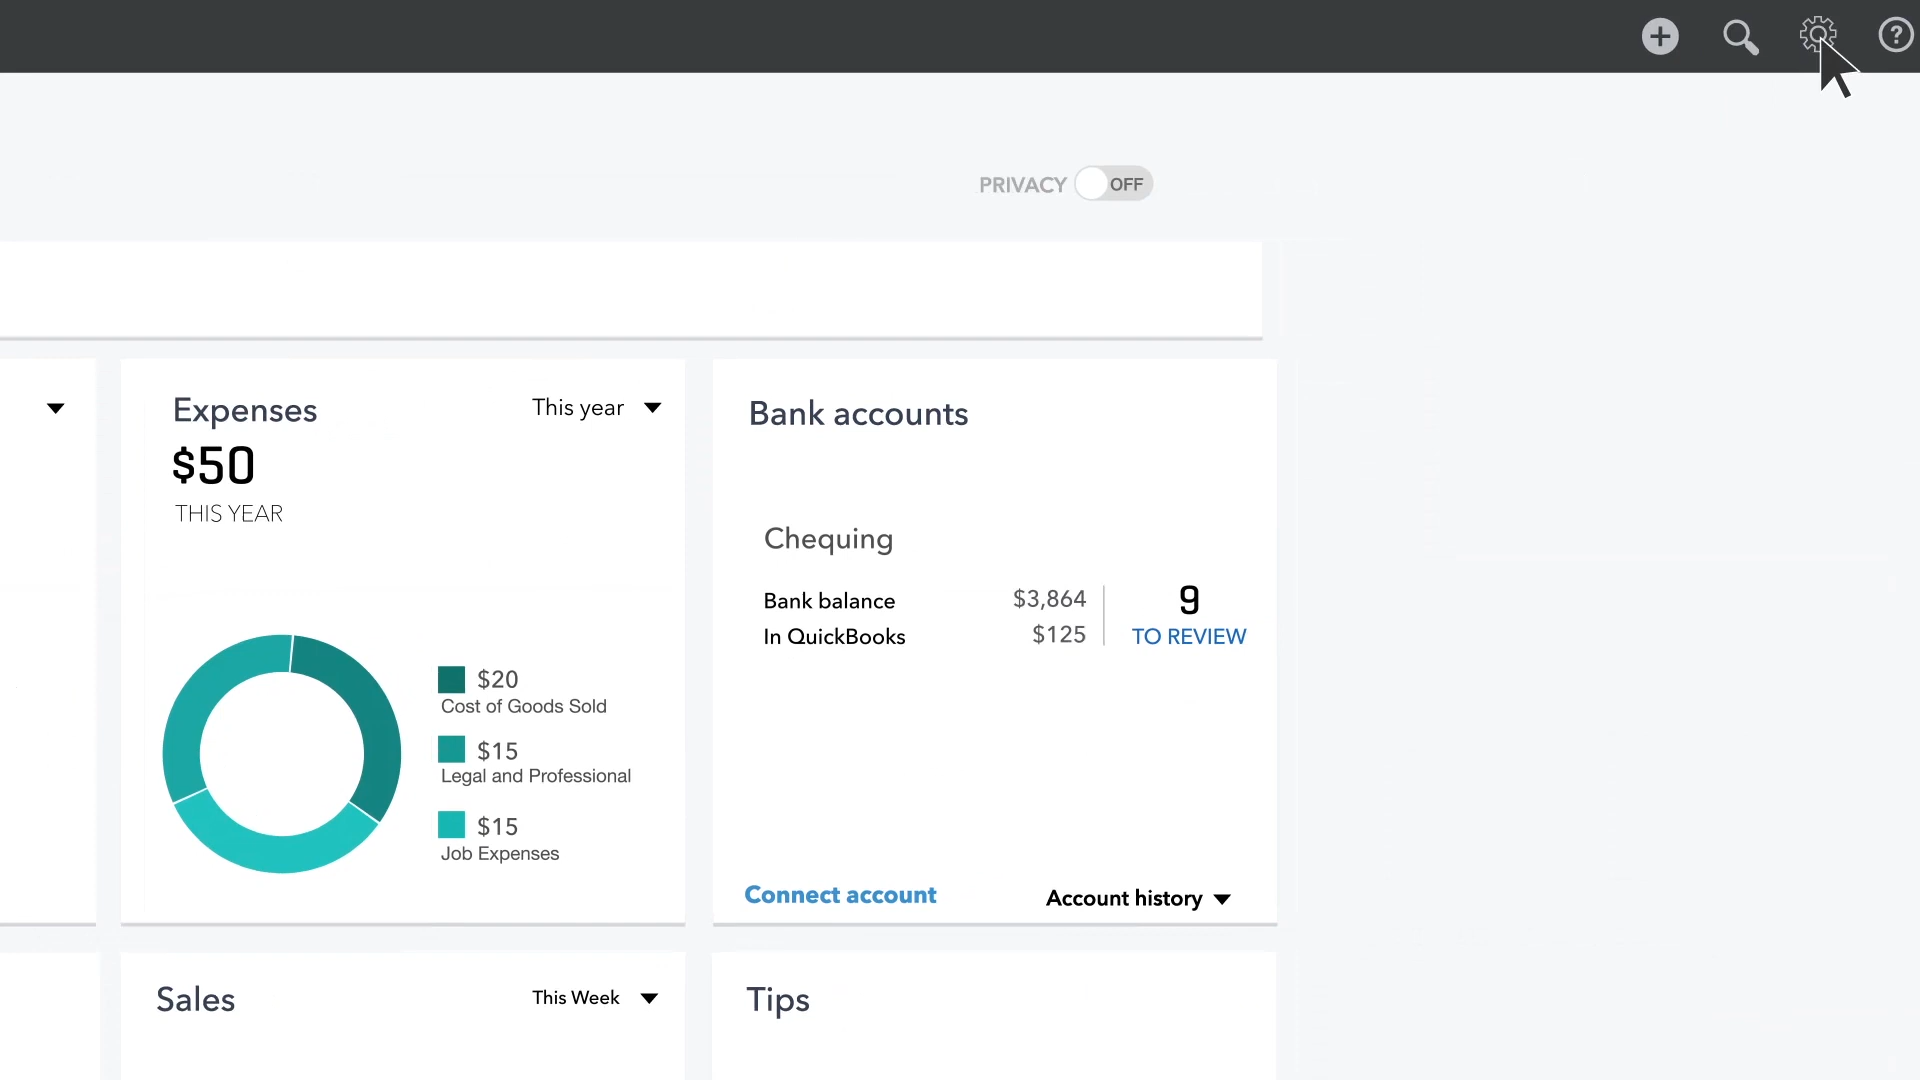 PRIVACY OFF
Expenses
This year
$50
THIS YEAR
$20
Cost of Goods Sold
$15
Legal and Professional
$15
Job Expenses
Bank accounts
Chequing
Bank balance $3,864
In QuickBooks $125
9
TO REVIEW
Connect account
Account history
Sales
This Week
Tips